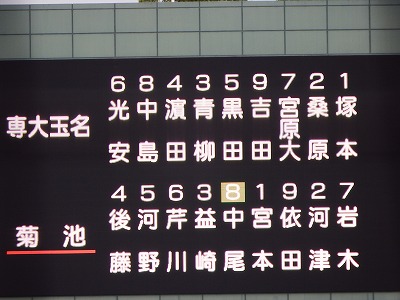 専大玉名
6 8 4 3 5 9 7 2 1
光安 中島 濵田 青柳 黒田 吉田 宮原大 桑原 塚本
菊池
4 5 6 3 8 1 9 2 7
後藤 河野 芹川 益崎 中尾 宮本 依田 河津 岩木